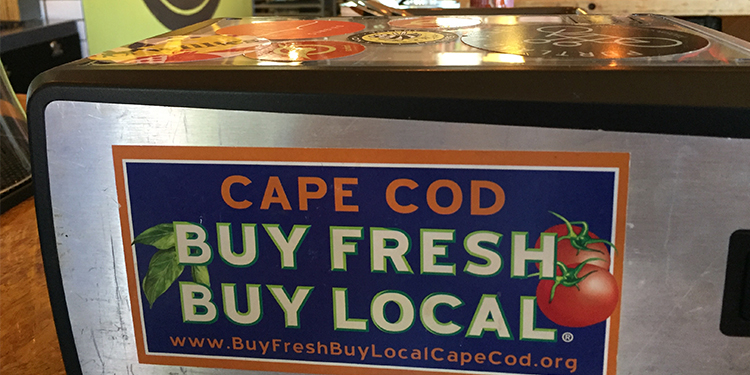 CAPE COD
BUY FRESH
BUY LOCAL®
www.BuyFreshBuyLocalCapeCod.org